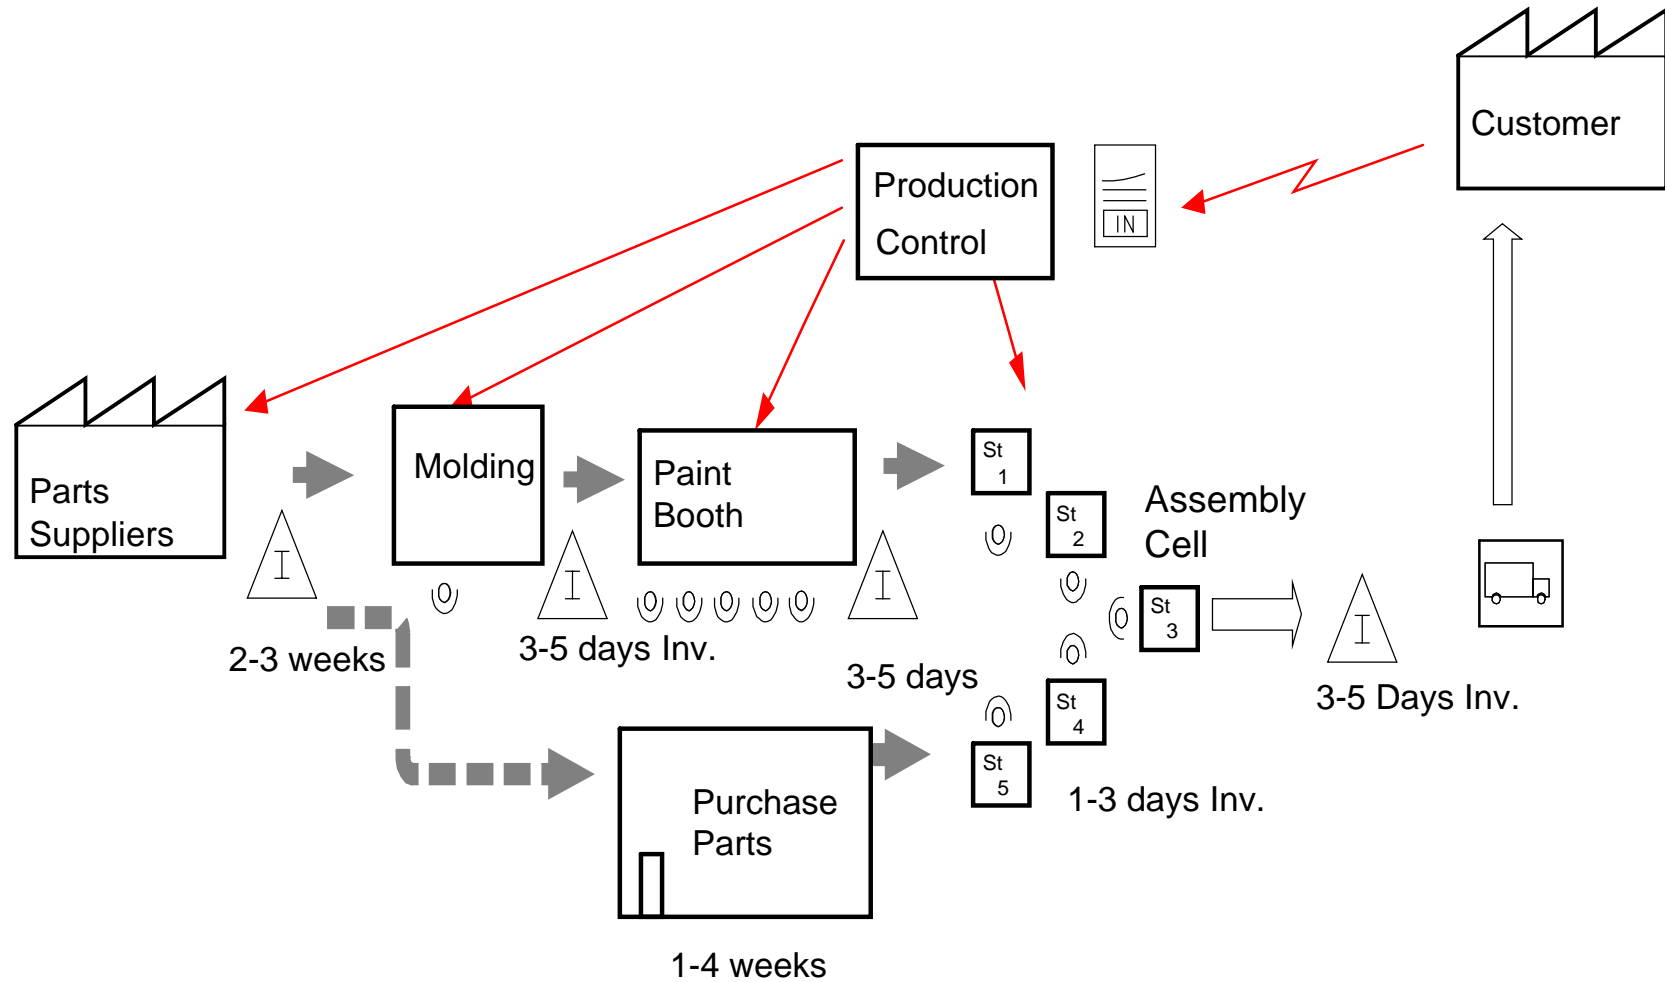 Customer
Production
Control
IN
Parts
Suppliers
Molding
Paint
Booth
St
1
St
2
Assembly
Cell
St
3
St
4
St
5
I
I
I
I
2-3 weeks
3-5 days Inv.
3-5 days
3-5 Days Inv.
1-3 days Inv.
Purchase
Parts
1-4 weeks